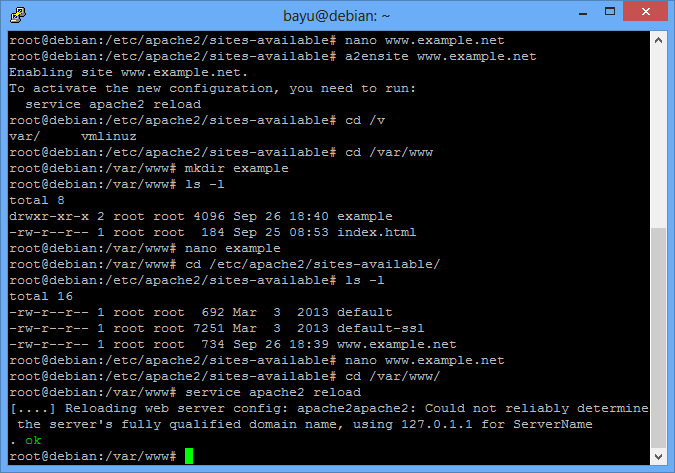 bayu@debian: ~
root@debian:/etc/apache2/sites-available# nano www.example.net
root@debian:/etc/apache2/sites-available# a2ensite www.example.net
Enabling site www.example.net.
To activate the new configuration, you need to run:
  service apache2 reload
root@debian:/etc/apache2/sites-available# cd /v
var/     vmlinuz
root@debian:/etc/apache2/sites-available# cd /var/www
root@debian:/var/www# mkdir example
root@debian:/var/www# ls -l
total 8
drwxr-xr-x 2 root root 4096 Sep 26 18:40 example
-rw-r--r-- 1 root root  184 Sep 25 08:53 index.html
root@debian:/var/www# nano example
root@debian:/var/www# cd /etc/apache2/sites-available/
root@debian:/etc/apache2/sites-available# ls -l
total 16
-rw-r--r-- 1 root root  692 Mar  3  2013 default
-rw-r--r-- 1 root root 7251 Mar  3  2013 default-ssl
-rw-r--r-- 1 root root  734 Sep 26 18:39 www.example.net
root@debian:/etc/apache2/sites-available# nano www.example.net
root@debian:/etc/apache2/sites-available# cd /var/www/
root@debian:/var/www# service apache2 reload
[....] Reloading web server config: apache2apache2: Could not reliably determine
 the server's fully qualified domain name, using 127.0.1.1 for ServerName
. ok
root@debian:/var/www#